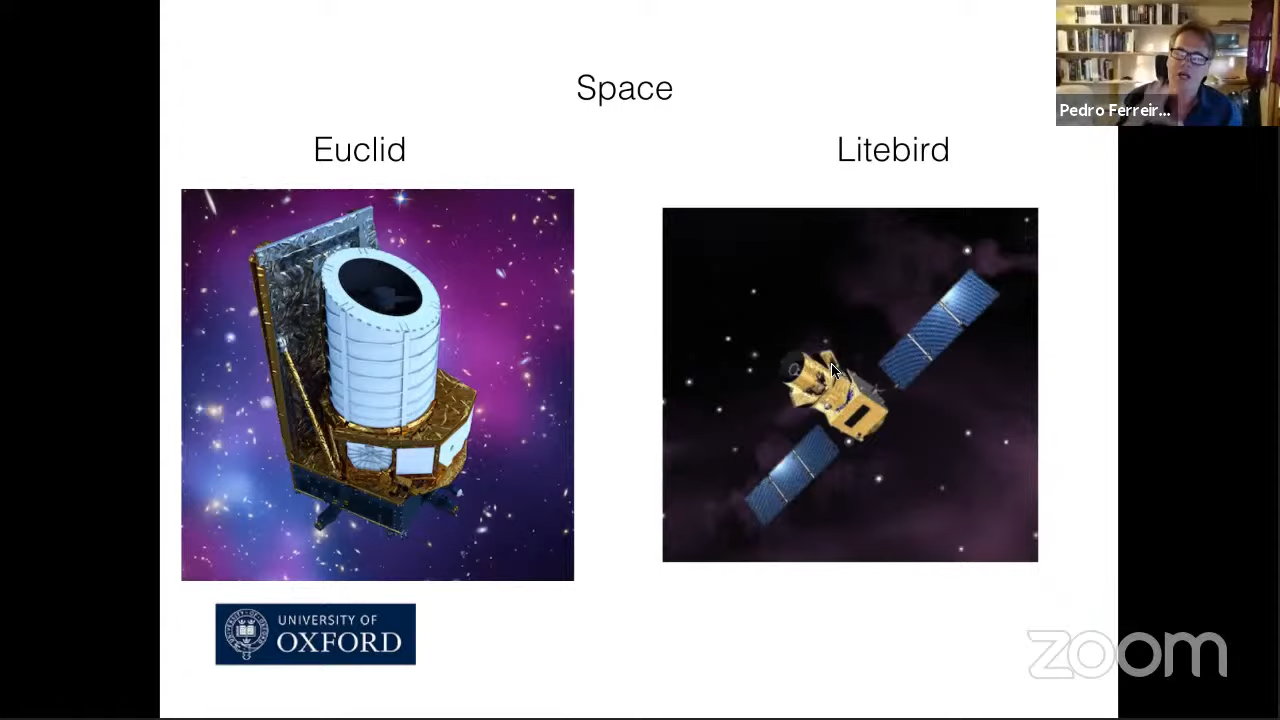 Space
Euclid
Litebird
Pedro Ferreir...
UNIVERSITY OF
OXFORD
zoom